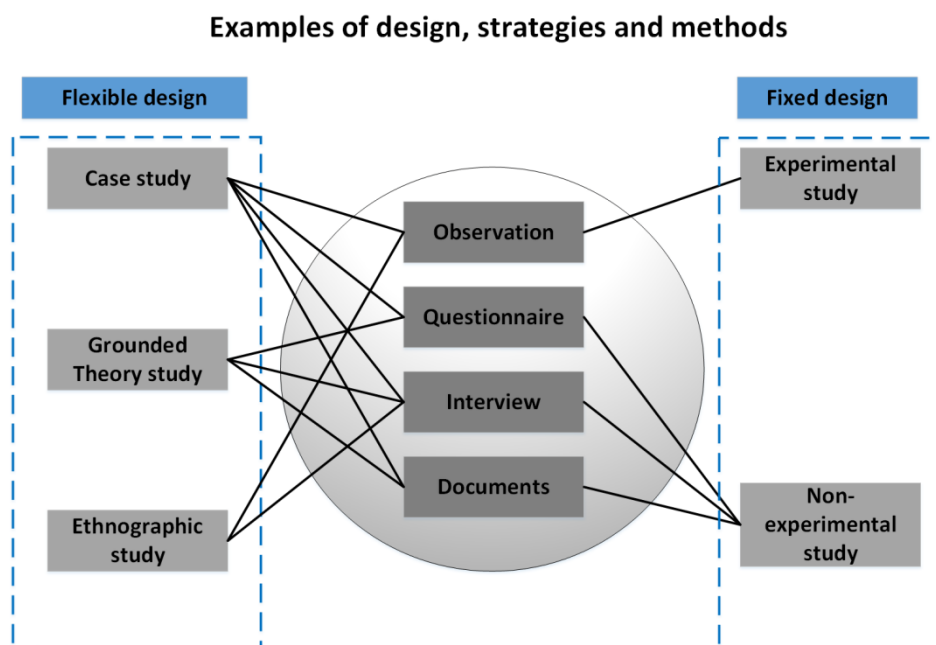 Examples of design, strategies and methods
Flexible design
Fixed design
Case study
Experimental
study
Observation
Questionnaire
Grounded
Theory study
Interview
Documents
Ethnographic
study
Non-
experimental
study